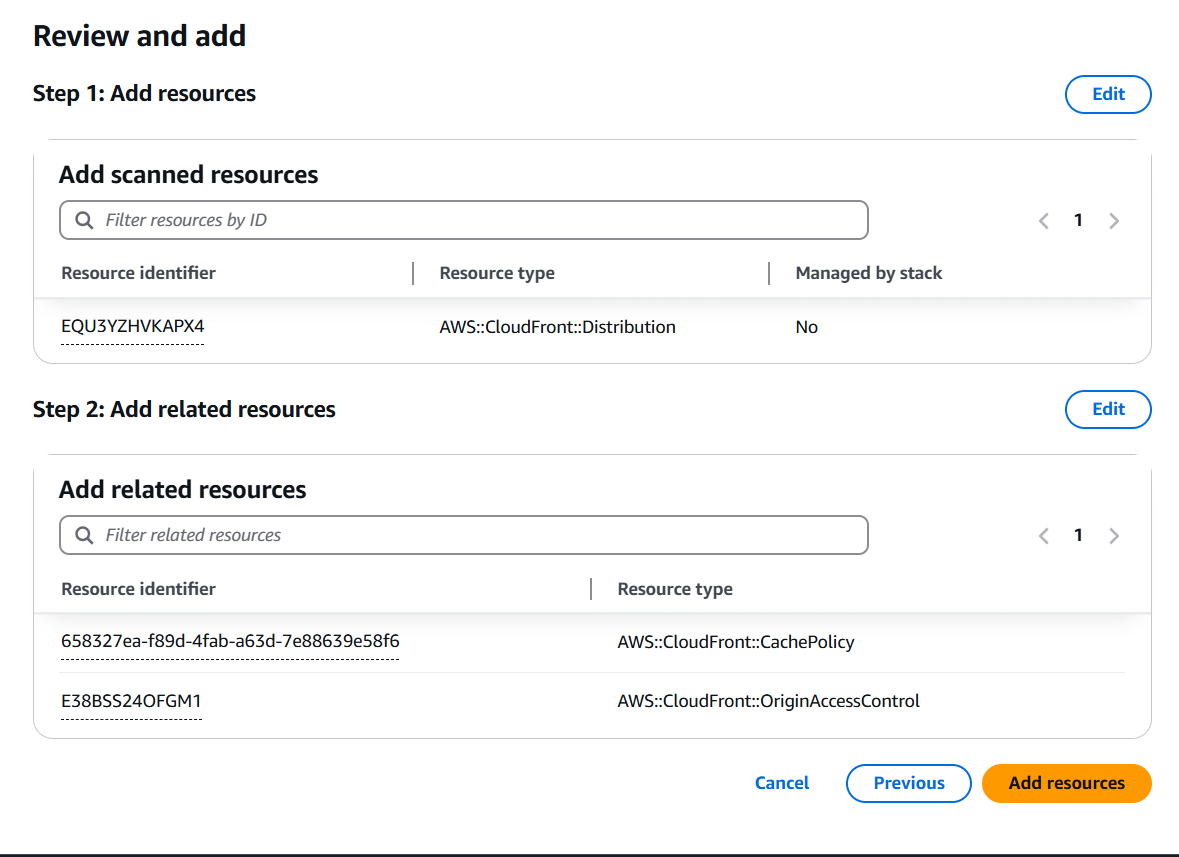 Review and add
Step 1: Add resources
Edit
Add scanned resources
Filter resources by ID
1
Resource identifier
Resource type
Managed by stack
EQU3YZHVKAPX4
AWS::CloudFront::Distribution
No
Step 2: Add related resources
Edit
Add related resources
Filter related resources
1
Resource identifier
Resource type
658327ea-f89d-4fab-a63d-7e88639e58f6
AWS::CloudFront::CachePolicy
E38BSS24OFGM1
AWS::CloudFront::OriginAccessControl
Cancel
Previous
Add resources